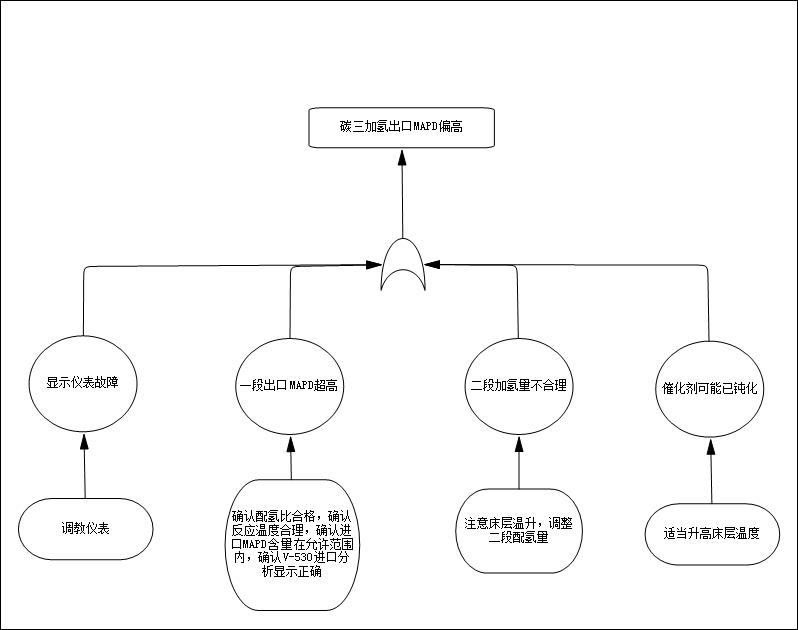 碳三加氢出口MAPD偏高
显示仪表故障
一段出口MAPD超高
二段加氢量不合理
催化剂可能已钝化
调教仪表
确认配氢比合格，确认
反应温度合理，确认进
口MAPD含量在允许范围
内，确认V-530进口分
析显示正确
注意床层温升，调整
二段配氢量
适当升高床层温度